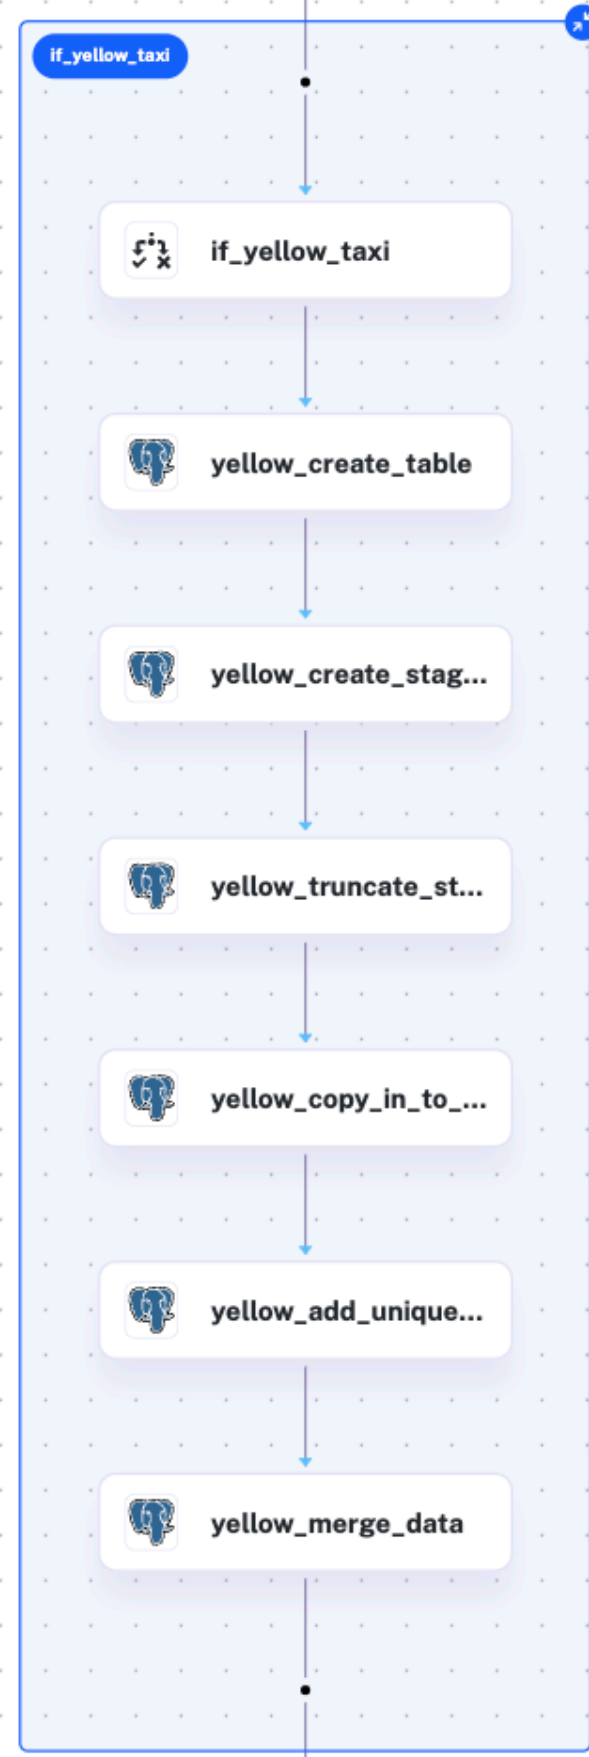 if_yellow_taxi
if_yellow_taxi
yellow_create_table
yellow_create_stag...
yellow_truncate_st...
yellow_copy_in_to_...
yellow_add_unique...
yellow_merge_data